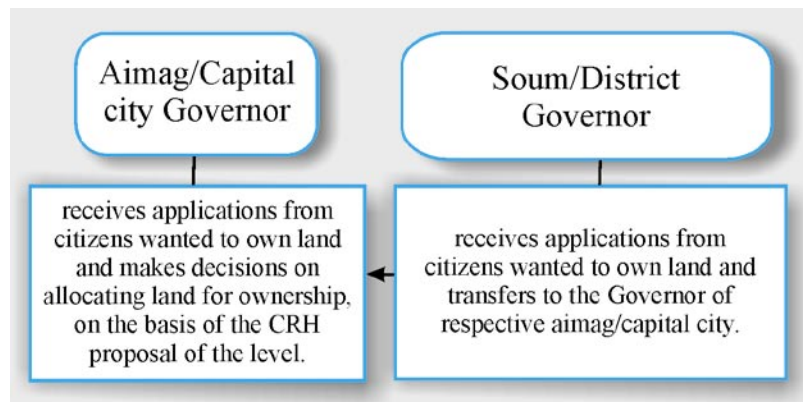 Aimag/Capital
city Governor
Soum/District
Governor
receives applications from
citizens wanted to own land
and makes decisions on
allocating land for ownership,
on the basis of the CRH
proposal of the level.
receives applications from
citizens wanted to own land and
transfers to the Governor of
respective aimag/capital city.